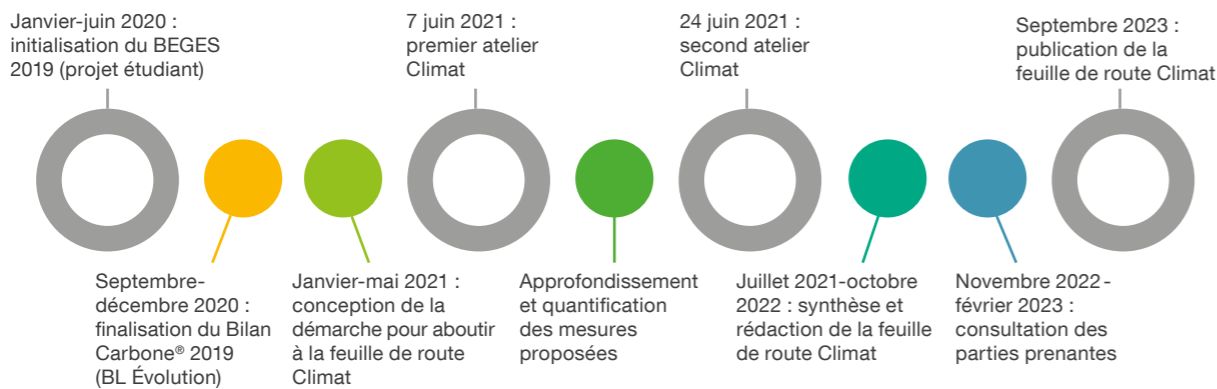 Janvier-juin 2020 :
initialisation du BEGES
2019 (projet étudiant)
Septembre-
décembre 2020 :
finalisation du Bilan
Carbone® 2019
(BL Évolution)
Janvier-mai 2021 :
conception de la
démarche pour aboutir
à la feuille de route
Climat
7 juin 2021 :
premier atelier
Climat
Approfondissement
et quantification
des mesures
proposées
24 juin 2021 :
second atelier
Climat
Juillet 2021-octobre
2022 : synthèse et
rédaction de la feuille
de route Climat
Novembre 2022 -
février 2023 :
consultation des
parties prenantes
Septembre 2023 :
publication de la
feuille de route Climat